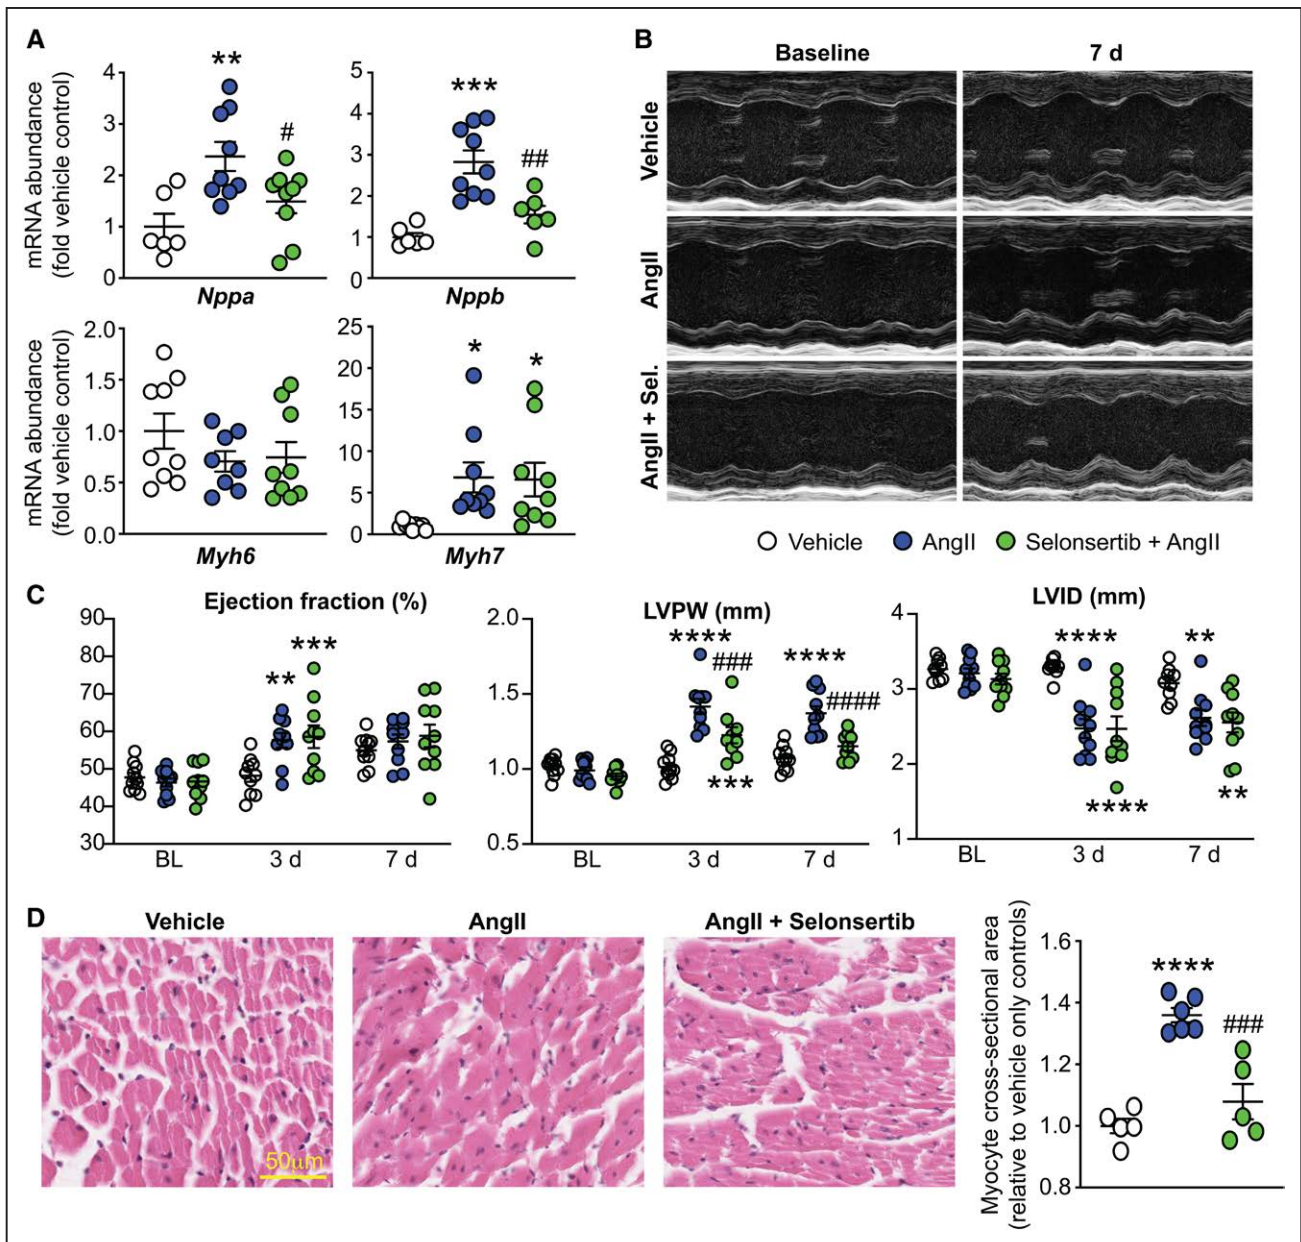 A
mRNA abundance
(fold vehicle control)
4
3
2
1
0
**
#
Nppa
5
4
3
2
1
0
***
##
Nppb
mRNA abundance
(fold vehicle control)
2.0
1.5
1.0
0.5
0.0
Myh6
25
20
15
10
5
0
*
*
Myh7
B
Baseline
7 d
Vehicle
AngII
AngII + Sel.
Vehicle
AngII
Selonsertib + AngII
C
Ejection fraction (%)
90
80
70
60
50
40
30
**
***
BL
3 d
7 d
LVPW (mm)
2.0
1.5
1.0
0.5
****
###
***
****
####
BL
3 d
7 d
LVID (mm)
4
3
2
1
****
****
**
**
BL
3 d
7 d
D
Vehicle
AngII
AngII + Selonsertib
50μm
Myocyte cross-sectional area
(relative to vehicle only controls)
1.6
1.4
1.2
1.0
0.8
****
###